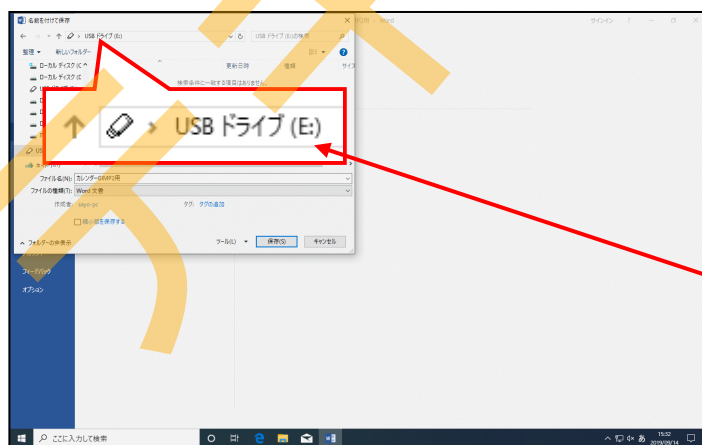 名前を付けて保存
Word
サインイン ?
USB ドライブ (E:)
USB ドライブ (E:)の検索
整理
新しいフォルダー
更新日時 種類 サイズ
ローカル ディスク (C
ローカル ディスク (E
検索条件に一致する項目はありません。
↑ › USB ドライブ (E:)
ファイル名(N): カレンダー
ファイルの種類(T): Word 文書
作成者: sayo-pc
タグ: タグの追加
縮小版を保存する
フォルダーの非表示
ツール(L)
保存(S)
キャンセル
フィードバック
オプション
ここに入力して検索
あ
15:32
2019/09/14